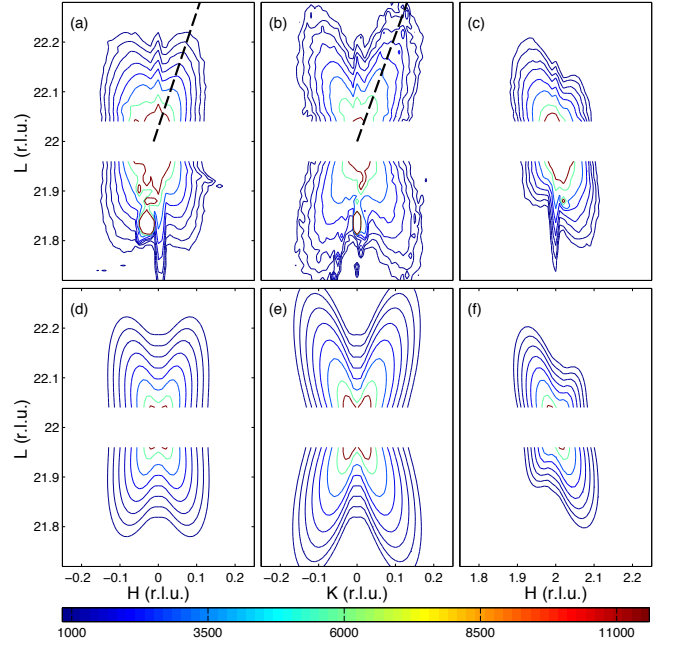 (a) (b) (c)
22.2
22.1
22
21.9
21.8
L (r.l.u.)
(d) (e) (f)
22.2
22.1
22
21.9
21.8
L (r.l.u.)
−0.2 −0.1 0 0.1 0.2 −0.2 −0.1 0 0.1 0.2 1.8 1.9 2 2.1 2.2
H (r.l.u.) K (r.l.u.) H (r.l.u.)
1000 3500 6000 8500 11000